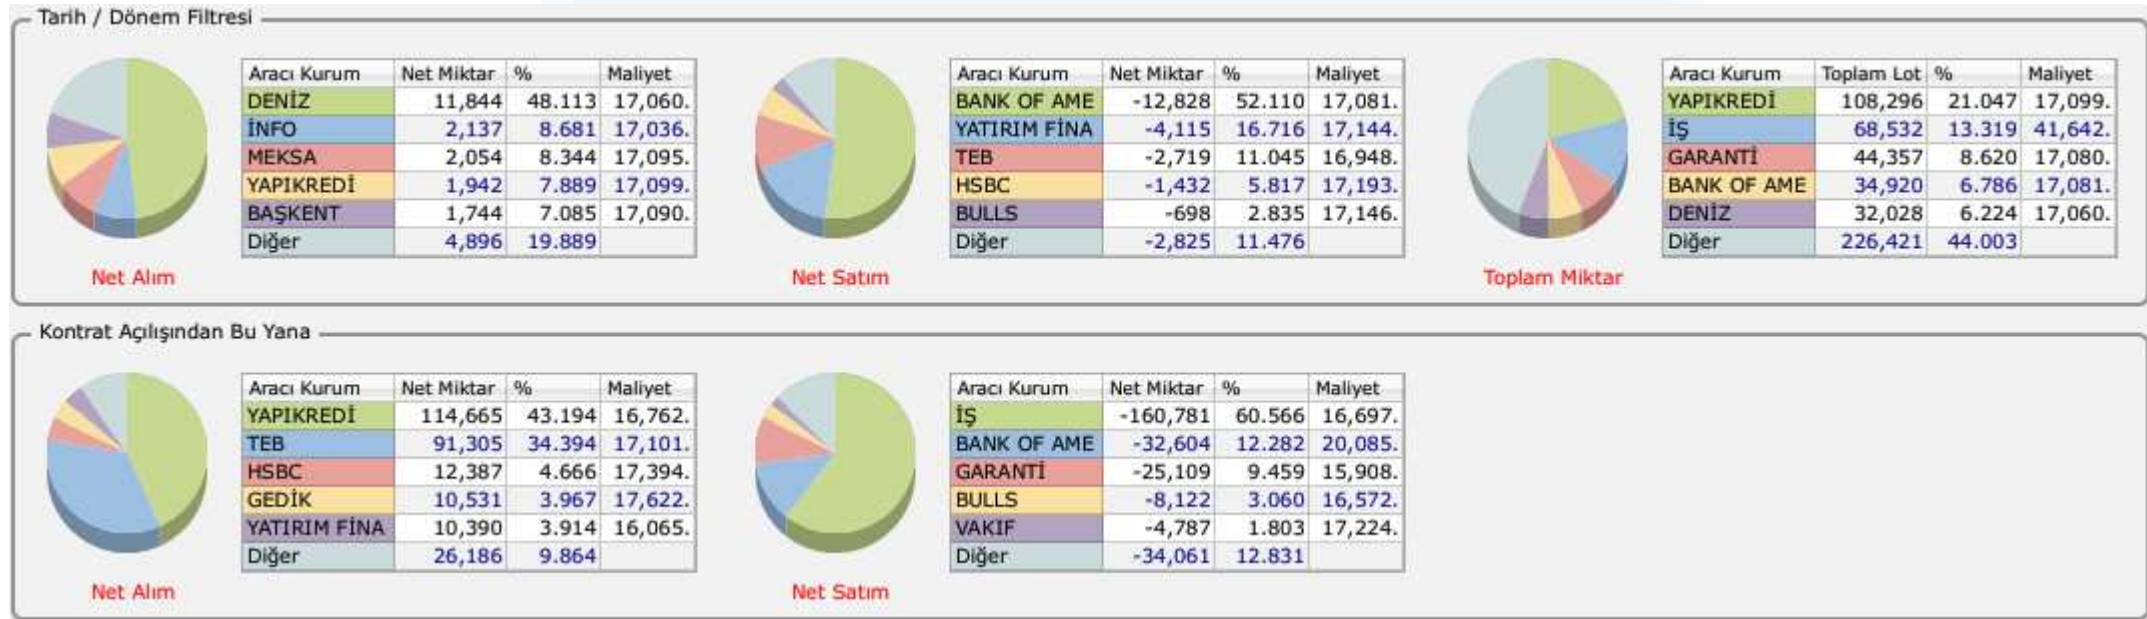 Tarih / Dönem Filtresi
Aracı Kurum Net Miktar % Maliyet
DENİZ 11,844 48.113 17,060.
İNFO 2,137 8.681 17,036.
MEKSA 2,054 8.344 17,095.
YAPIKREDİ 1,942 7.889 17,099.
BAŞKENT 1,744 7.085 17,090.
Diğer 4,896 19.889
Net Alım
Aracı Kurum Net Miktar % Maliyet
BANK OF AME -12,828 52.110 17,081.
YATIRIM FİNA -4,115 16.716 17,144.
TEB -2,719 11.045 16,948.
HSBC -1,432 5.817 17,193.
BULLS -698 2.835 17,146.
Diğer -2,825 11.476
Net Satım
Aracı Kurum Toplam Lot % Maliyet
YAPIKREDİ 108,296 21.047 17,099.
İŞ 68,532 13.319 41,642.
GARANTİ 44,357 8.620 17,080.
BANK OF AME 34,920 6.786 17,081.
DENİZ 32,028 6.224 17,060.
Diğer 226,421 44.003
Toplam Miktar
Kontrat Açılışından Bu Yana
Aracı Kurum Net Miktar % Maliyet
YAPIKREDİ 114,665 43.194 16,762.
TEB 91,305 34.394 17,101.
HSBC 12,387 4.666 17,394.
GEDİK 10,531 3.967 17,622.
YATIRIM FİNA 10,390 3.914 16,065.
Diğer 26,186 9.864
Net Alım
Aracı Kurum Net Miktar % Maliyet
İŞ -160,781 60.566 16,697.
BANK OF AME -32,604 12.282 20,085.
GARANTİ -25,109 9.459 15,908.
BULLS -8,122 3.060 16,572.
VAKIF -4,787 1.803 17,224.
Diğer -34,061 12.831
Net Satım